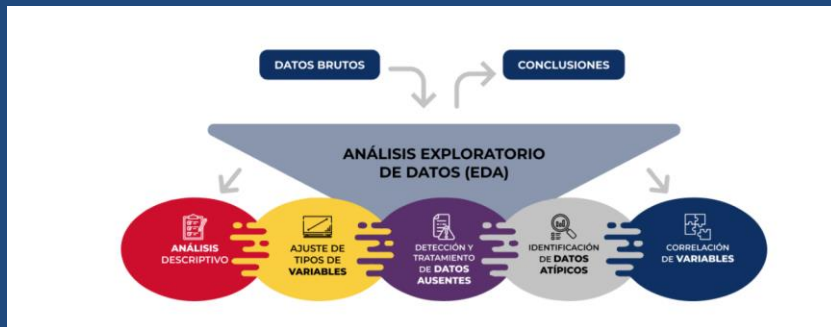 DATOS BRUTOS
CONCLUSIONES
ANÁLISIS EXPLORATORIO
DE DATOS (EDA)
ANÁLISIS
DESCRIPTIVO
AJUSTE DE
TIPOS DE
VARIABLES
DETECCIÓN Y
TRATAMIENTO
DE DATOS
AUSENTES
IDENTIFICACIÓN
DE DATOS
ATÍPICOS
CORRELACIÓN
DE VARIABLES